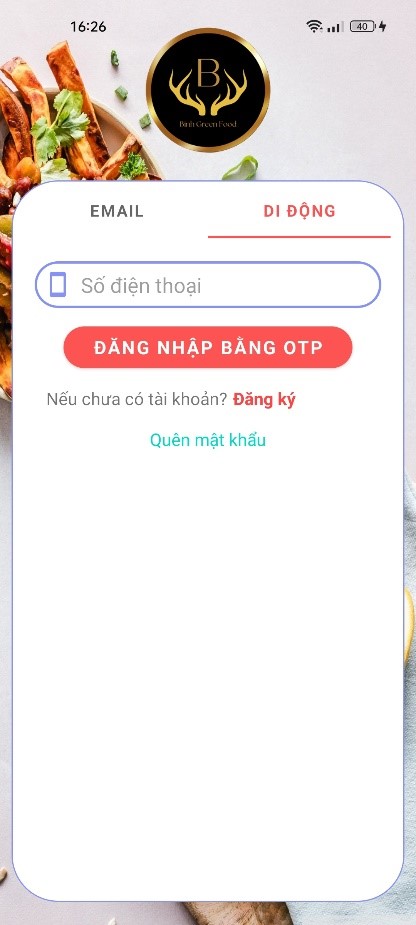 16:26
40
B
Binh Green Food
EMAIL
DI ĐỘNG
Số điện thoại
ĐĂNG NHẬP BẰNG OTP
Nếu chưa có tài khoản? Đăng ký
Quên mật khẩu